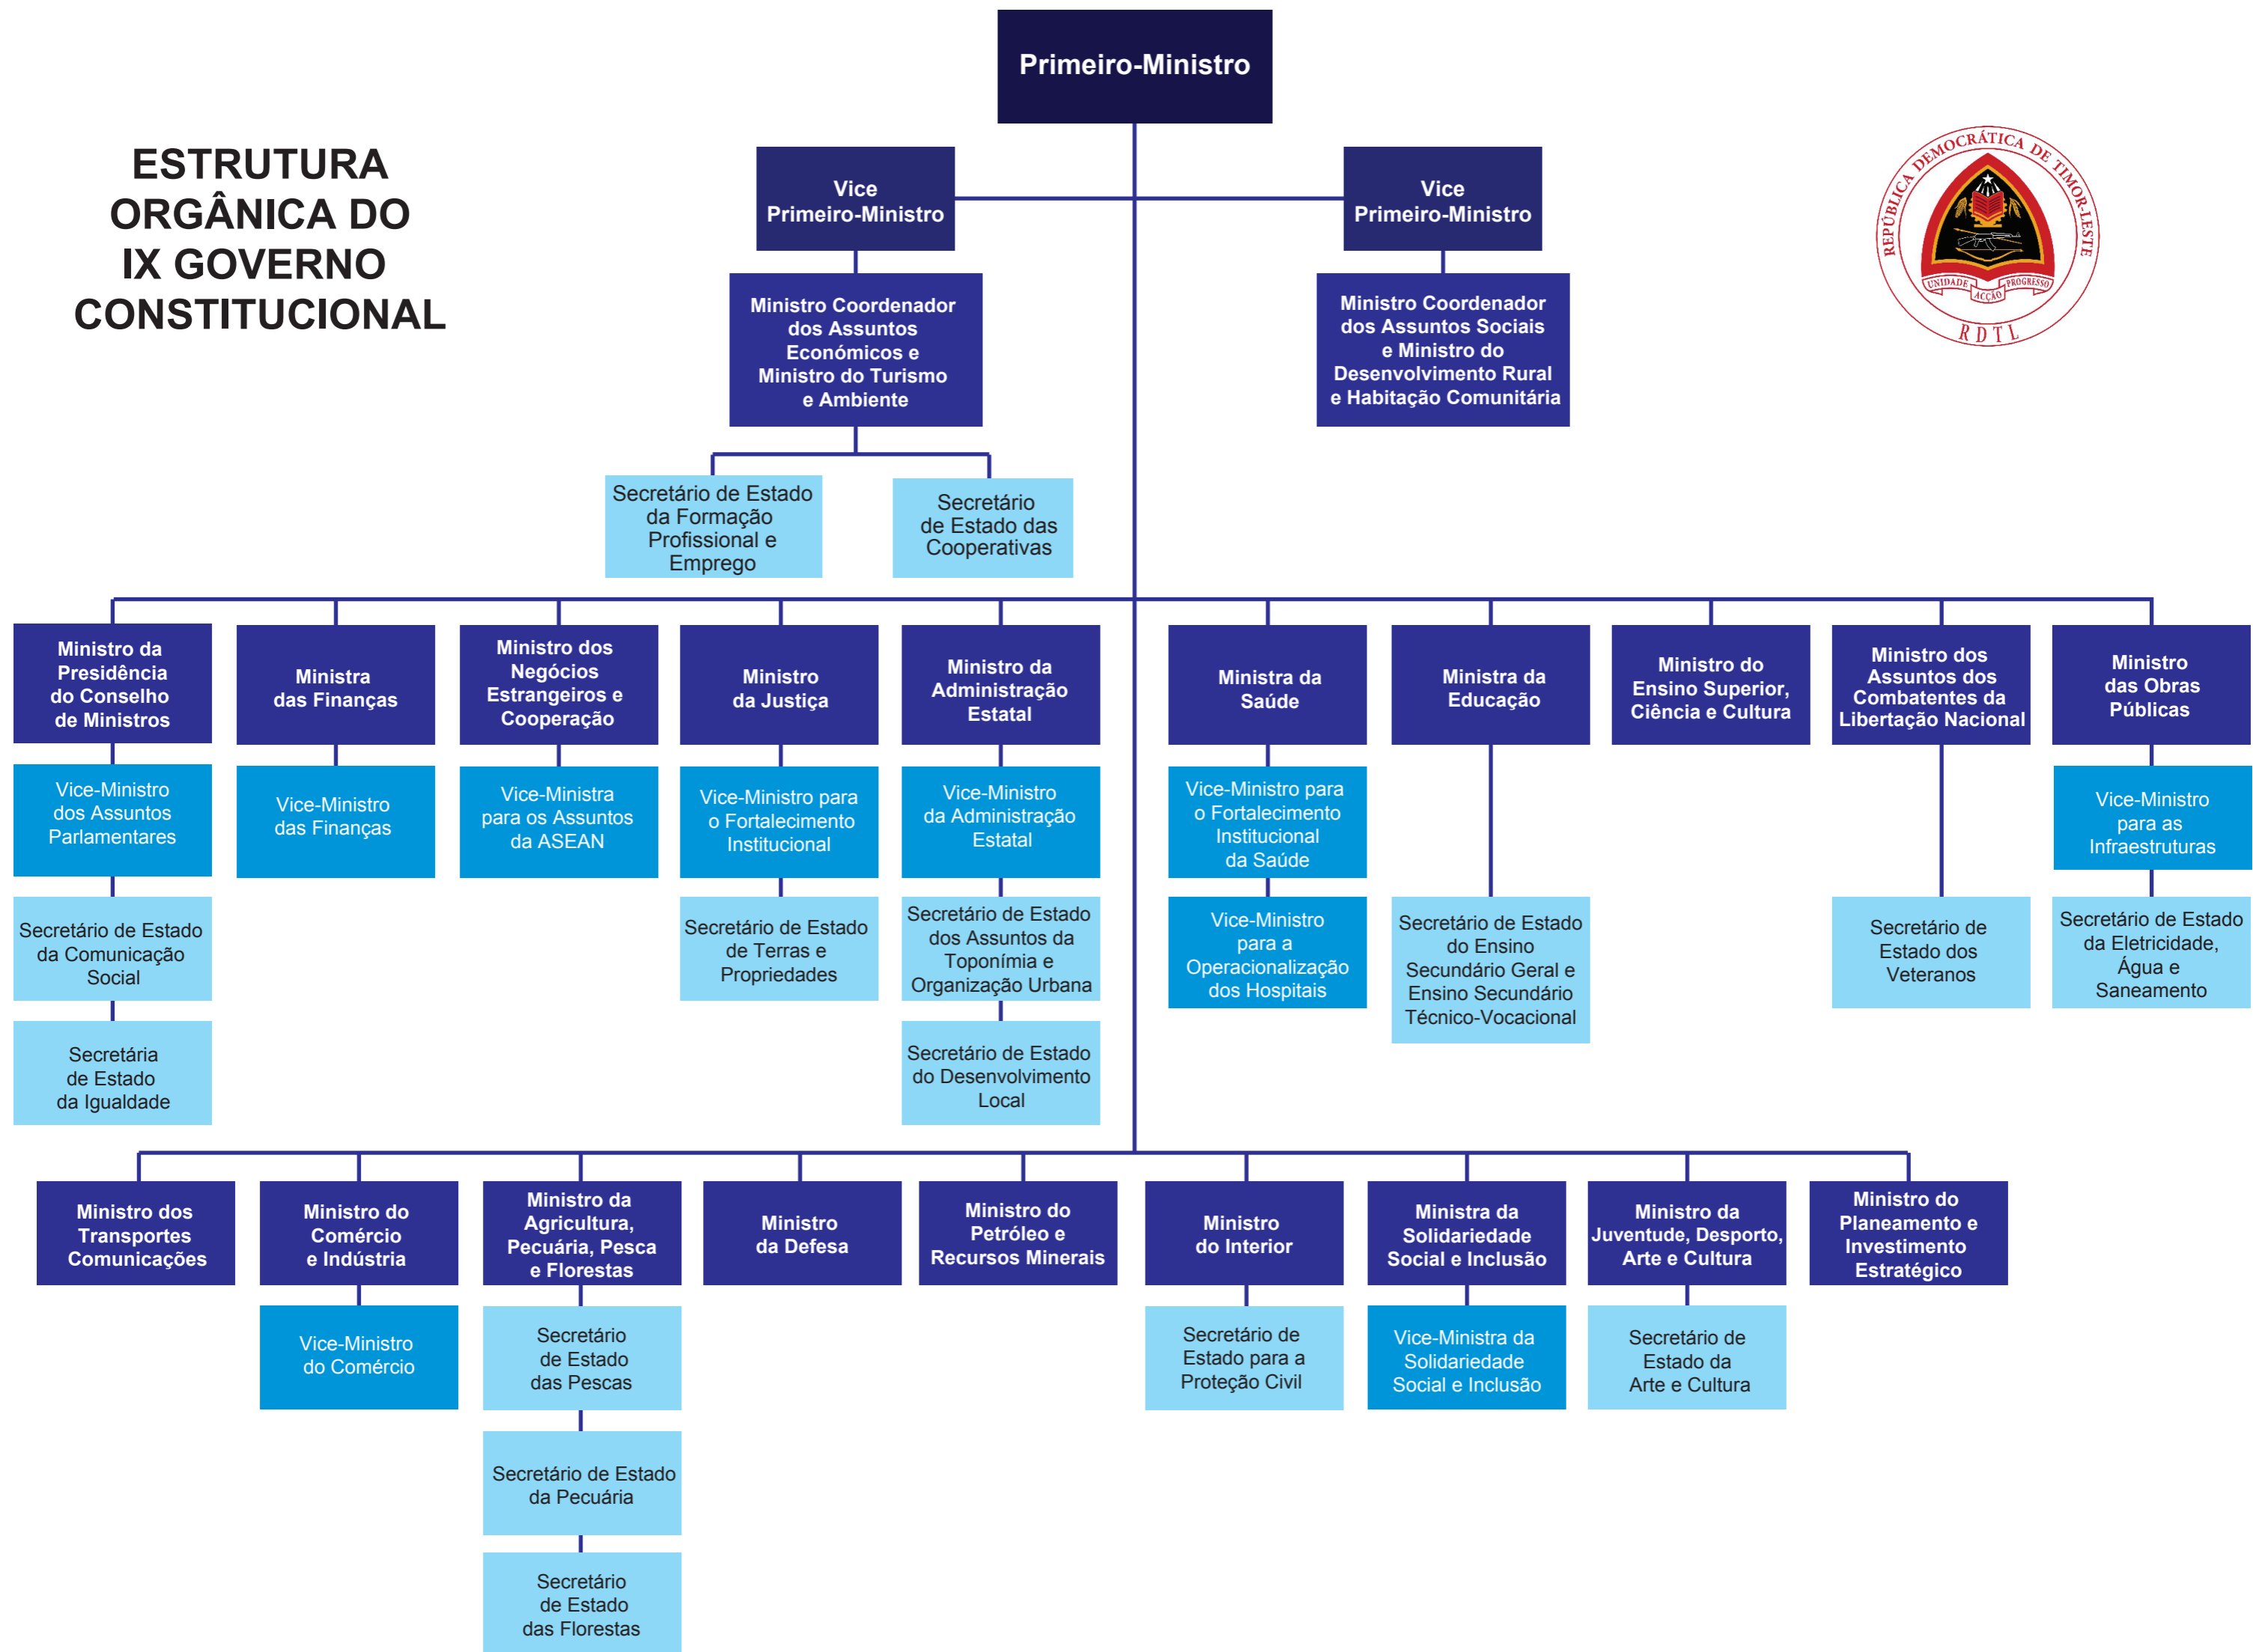 Primeiro-Ministro
ESTRUTURA
ORGÂNICA DO
IX GOVERNO
CONSTITUCIONAL
REPÚBLICA DEMOCRÁTICA DE TIMOR-LESTE
UNIDADE
ACÇÃO
PROGRESSO
RDTL
Vice
Primeiro-Ministro
Vice
Primeiro-Ministro
Ministro Coordenador
dos Assuntos
Económicos e
Ministro do Turismo
e Ambiente
Ministro Coordenador
dos Assuntos Sociais
e Ministro do
Desenvolvimento Rural
e Habitação Comunitária
Secretário de Estado
da Formação
Profissional e
Emprego
Secretário
de Estado das
Cooperativas
Ministro da
Presidência
do Conselho
de Ministros
Ministra
das Finanças
Ministro dos
Negócios
Estrangeiros e
Cooperação
Ministro
da Justiça
Ministro da
Administração
Estatal
Ministra da
Saúde
Ministra da
Educação
Ministro do
Ensino Superior,
Ciência e Cultura
Ministro dos
Assuntos dos
Combatentes da
Libertação Nacional
Ministro
das Obras
Públicas
Vice-Ministro
dos Assuntos
Parlamentares
Vice-Ministro
das Finanças
Vice-Ministra
para os Assuntos
da ASEAN
Vice-Ministro para
o Fortalecimento
Institucional
Vice-Ministro
da Administração
Estatal
Vice-Ministro para
o Fortalecimento
Institucional
da Saúde
Vice-Ministro
para as
Infraestruturas
Secretário de Estado
da Comunicação
Social
Secretário de Estado
de Terras e
Propriedades
Secretário de Estado
dos Assuntos da
Toponímia e
Organização Urbana
Vice-Ministro
para a
Operacionalização
dos Hospitais
Secretário de Estado
do Ensino
Secundário Geral e
Ensino Secundário
Técnico-Vocacional
Secretário de
Estado dos
Veteranos
Secretário de Estado
da Eletricidade,
Água e
Saneamento
Secretária
de Estado
da Igualdade
Secretário de Estado
do Desenvolvimento
Local
Ministro dos
Transportes
Comunicações
Ministro do
Comércio
e Indústria
Ministro da
Agricultura,
Pecuária, Pesca
e Florestas
Ministro
da Defesa
Ministro do
Petróleo e
Recursos Minerais
Ministro
do Interior
Ministra da
Solidariedade
Social e Inclusão
Ministro da
Juventude, Desporto,
Arte e Cultura
Ministro do
Planeamento e
Investimento
Estratégico
Vice-Ministro
do Comércio
Secretário
de Estado
das Pescas
Secretário de
Estado para a
Proteção Civil
Vice-Ministra da
Solidariedade
Social e Inclusão
Secretário de
Estado da
Arte e Cultura
Secretário de Estado
da Pecuária
Secretário
de Estado
das Florestas